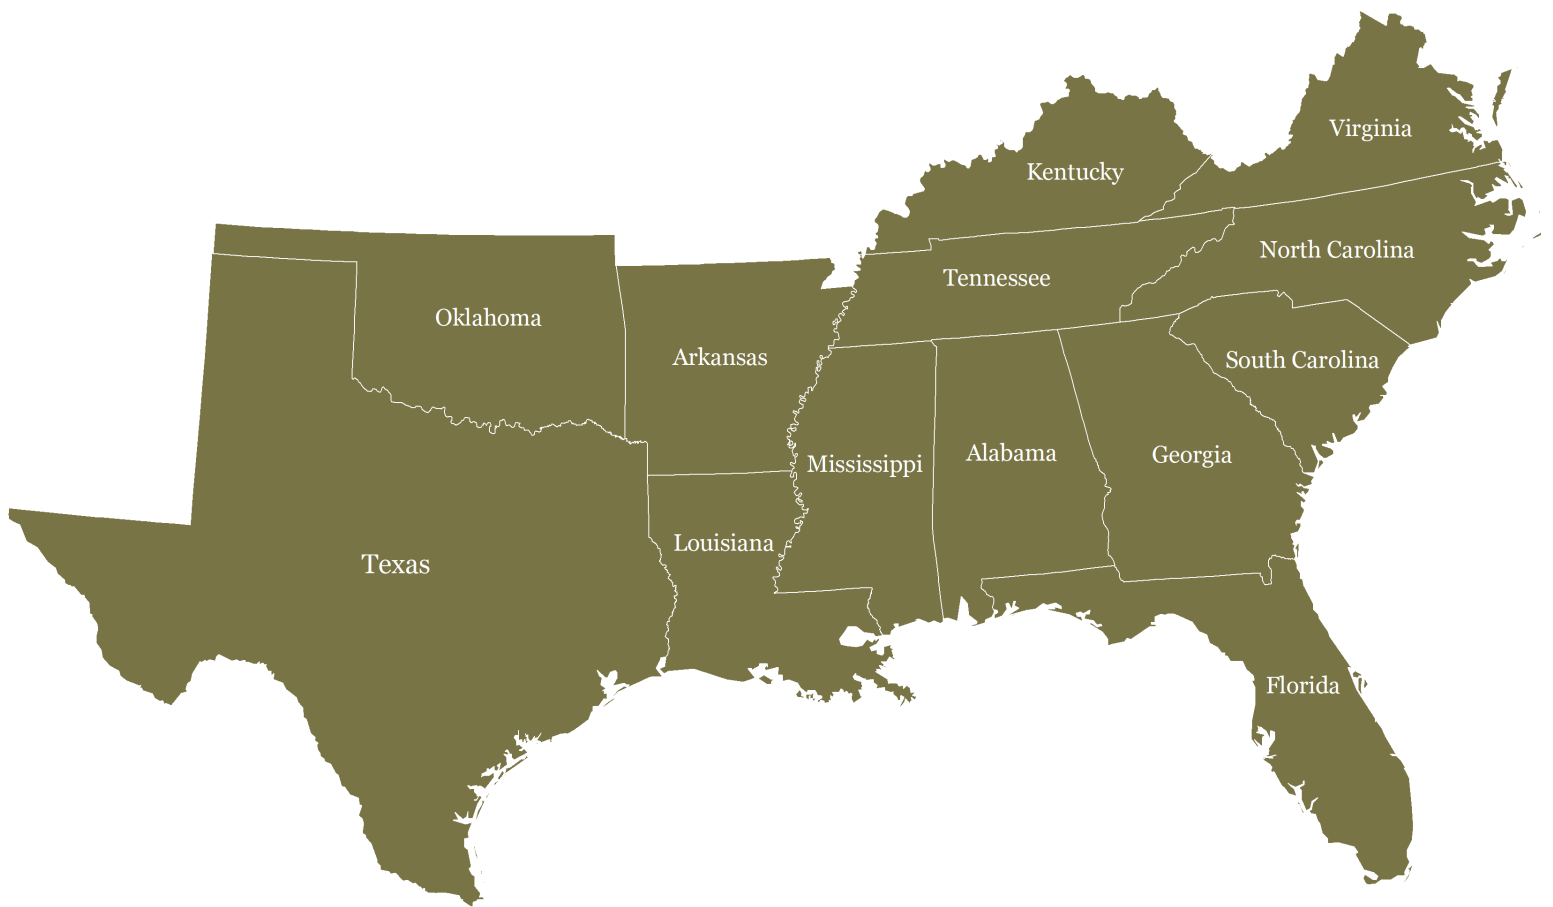 Virginia
Kentucky
North Carolina
Tennessee
Oklahoma
Arkansas
South Carolina
Mississippi
Alabama
Georgia
Louisiana
Texas
Florida